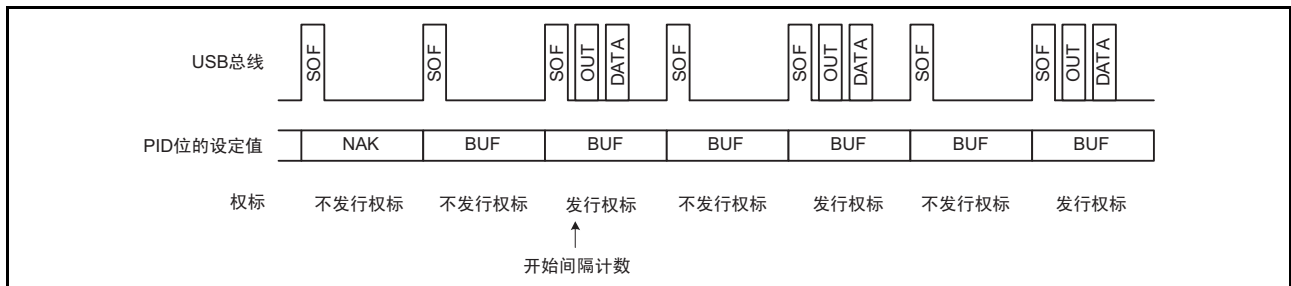 USB总线 SOF SOF SOF OUT DATA SOF SOF OUT DATA SOF SOF OUT DATA
PID位的设定值 NAK BUF BUF BUF BUF BUF BUF
权标 不发行权标 不发行权标 发行权标 不发行权标 发行权标 不发行权标 发行权标
开始间隔计数